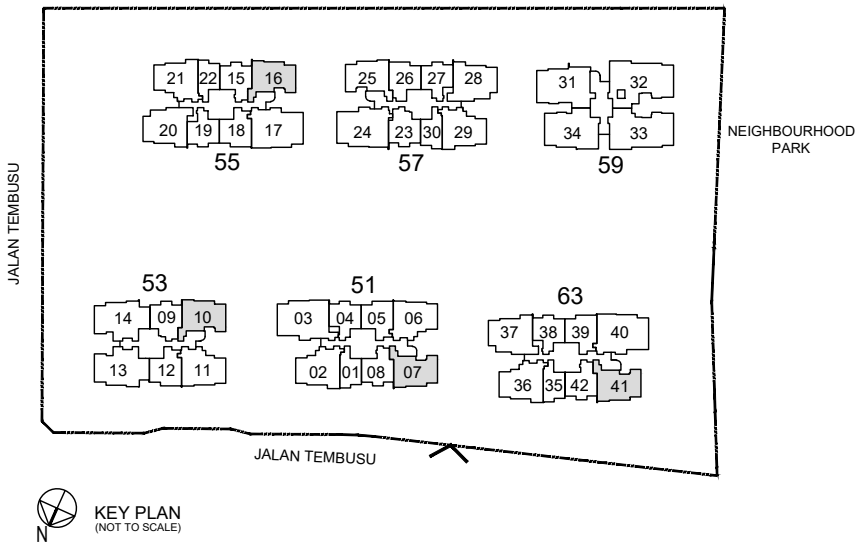 21 22 15 16
25 26 27 28
31 32
20 19 18 17
24 23 30 29
34 33
55
57
59
NEIGHBOURHOOD
PARK
JALAN TEMBUSU
53
51
63
14 09 10
03 04 05 06
37 38 39 40
13 12 11
02 01 08 07
36 35 42 41
JALAN TEMBUSU
KEY PLAN
(NOT TO SCALE)
N